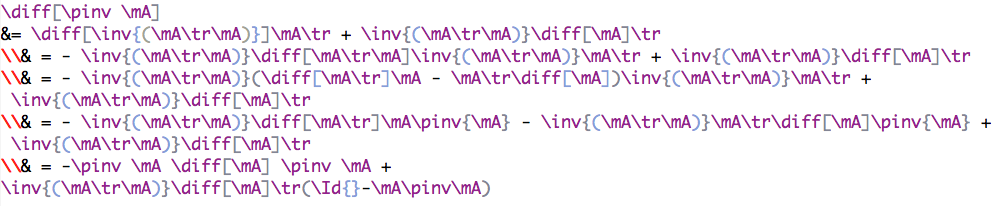 \diff[\pinv \mA]
&= \diff[\inv{(\mA\tr\mA)}]\mA\tr + \inv{(\mA\tr\mA)}\diff[\mA]\tr
\\& = - \inv{(\mA\tr\mA)}\diff[\mA\tr\mA]\inv{(\mA\tr\mA)}\mA\tr + \inv{(\mA\tr\mA)}\diff[\mA]\tr
\\& = - \inv{(\mA\tr\mA)}(\diff[\mA\tr]\mA - \mA\tr\diff[\mA])\inv{(\mA\tr\mA)}\mA\tr +
\inv{(\mA\tr\mA)}\diff[\mA]\tr
\\& = - \inv{(\mA\tr\mA)}\diff[\mA\tr]\mA\pinv{\mA} - \inv{(\mA\tr\mA)}\mA\tr\diff[\mA]\pinv{\mA} +
\inv{(\mA\tr\mA)}\diff[\mA]\tr
\\& = -\pinv \mA \diff[\mA] \pinv \mA +
\inv{(\mA\tr\mA)}\diff[\mA]\tr(\Id{}-\mA\pinv\mA)